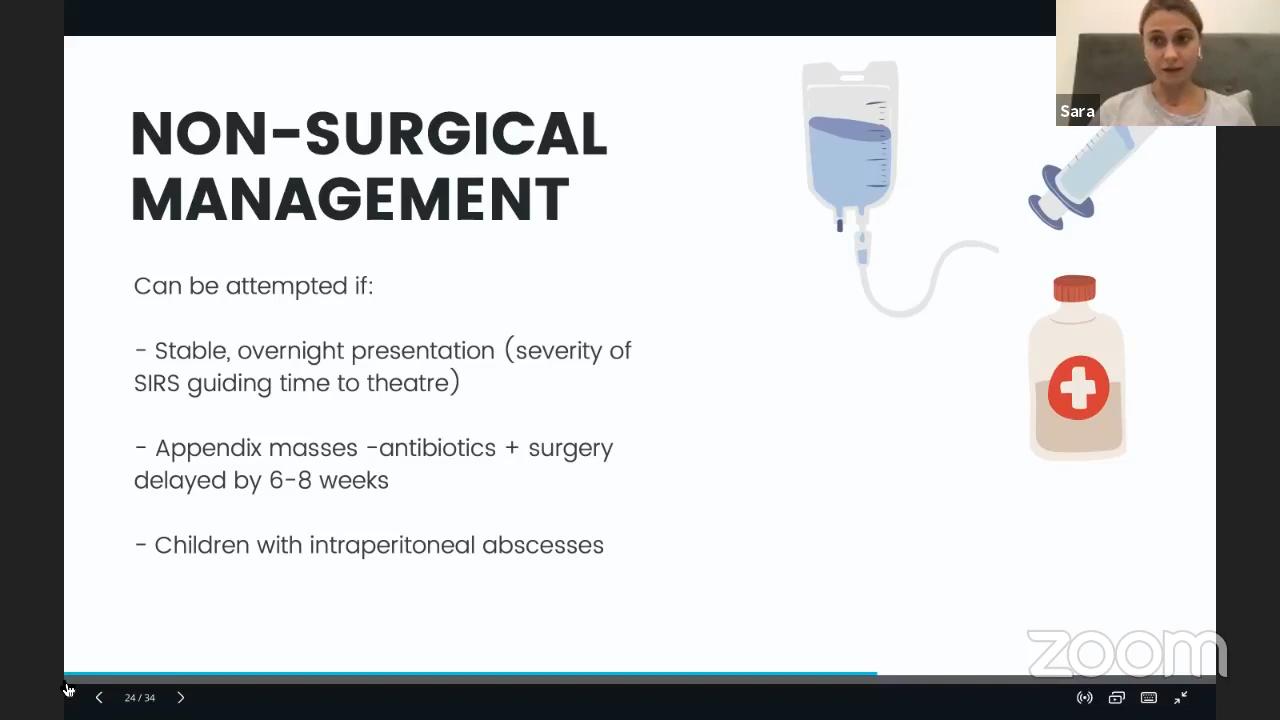 Sara
NON-SURGICAL
MANAGEMENT
Can be attempted if:
- Stable, overnight presentation (severity of
SIRS guiding time to theatre)
- Appendix masses -antibiotics + surgery
delayed by 6-8 weeks
- Children with intraperitoneal abscesses
zoom
24 / 34